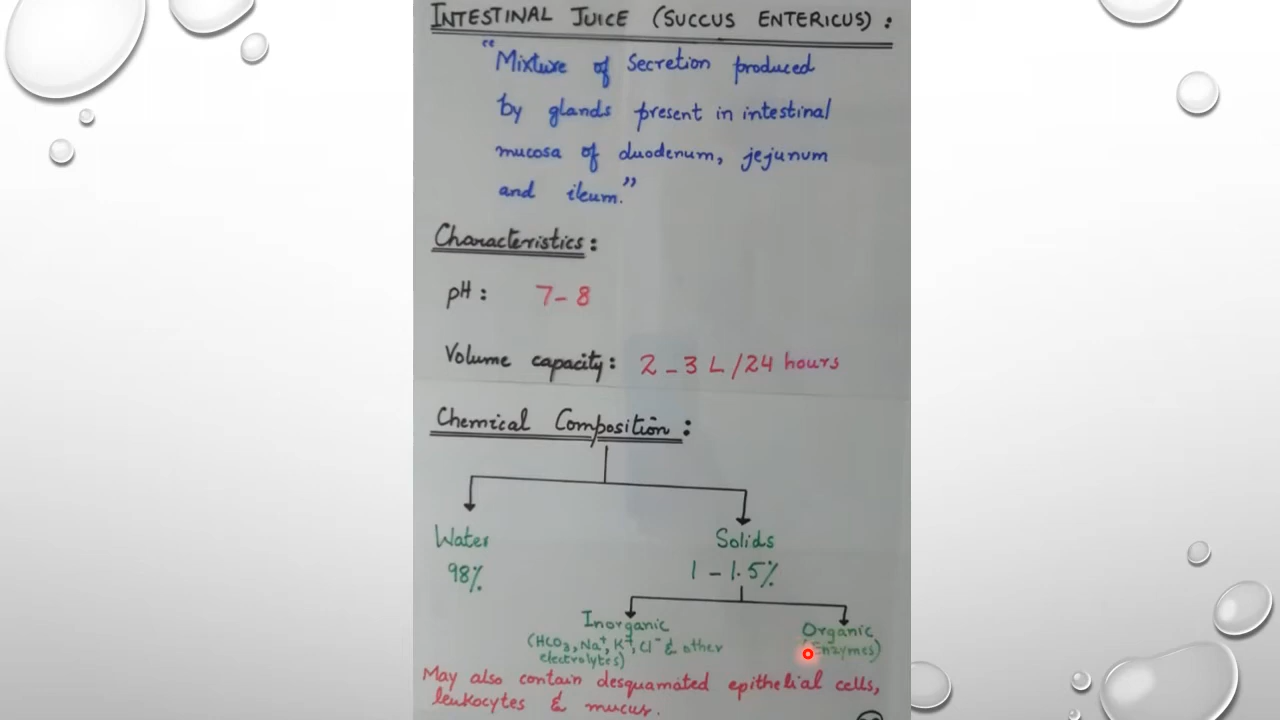 INTESTINAL JUICE (SUCCUS ENTERICUS) :
"Mixture of Secretion produced
by glands present in intestinal
mucosa of duodenum, jejunum
and ileum."
Characteristics :
pH : 7 – 8
Volume capacity : 2 – 3 L / 24 hours
Chemical Composition :
Water Solids
98% 1 – 1.5%
Inorganic Organic
(HCO3, Na+, K+, Cl- & other (Enzymes)
electrolytes)
May also contain desquamated epithelial cells,
leukocytes & mucus.